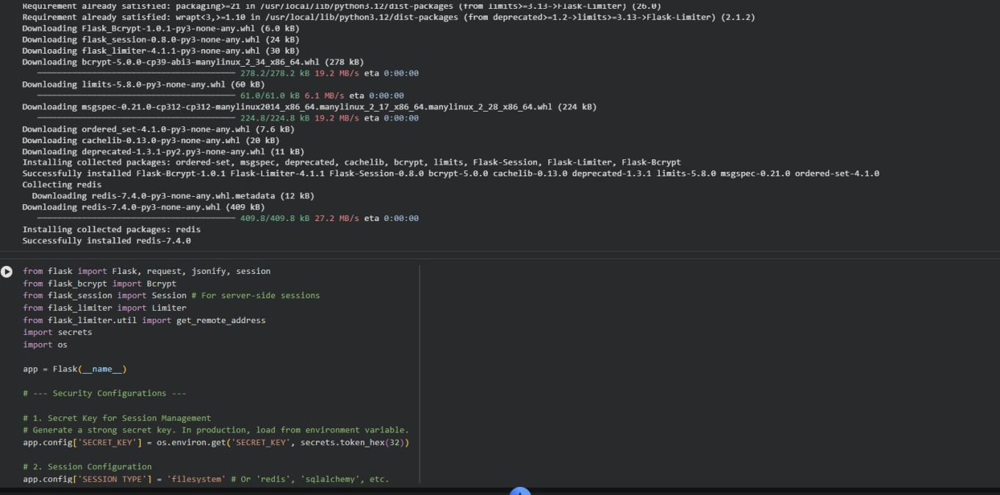 Requirement already satisfied: packaging>=21 in /usr/local/lib/python3.12/dist-packages (from limits>=3.13->Flask-Limiter) (26.0)
Requirement already satisfied: wrapt<3,>=1.10 in /usr/local/lib/python3.12/dist-packages (from deprecated>=1.2->limits>=3.13->Flask-Limiter) (2.1.2)
Downloading Flask_Bcrypt-1.0.1-py3-none-any.whl (6.0 kB)
Downloading flask_session-0.8.0-py3-none-any.whl (24 kB)
Downloading flask_limiter-4.1.1-py3-none-any.whl (30 kB)
Downloading bcrypt-5.0.0-cp39-abi3-manylinux_2_34_x86_64.whl (278 kB)
278.2/278.2 kB 19.2 MB/s eta 0:00:00
Downloading limits-5.8.0-py3-none-any.whl (60 kB)
61.0/61.0 kB 6.1 MB/s eta 0:00:00
Downloading msgspec-0.21.0-cp312-cp312-manylinux2014_x86_64.manylinux_2_17_x86_64.manylinux_2_28_x86_64.whl (224 kB)
224.8/224.8 kB 19.2 MB/s eta 0:00:00
Downloading ordered_set-4.1.0-py3-none-any.whl (7.6 kB)
Downloading cachelib-0.13.0-py3-none-any.whl (20 kB)
Downloading deprecated-1.3.1-py2.py3-none-any.whl (11 kB)
Installing collected packages: ordered-set, msgspec, deprecated, cachelib, bcrypt, limits, Flask-Session, Flask-Limiter, Flask-Bcrypt
Successfully installed Flask-Bcrypt-1.0.1 Flask-Limiter-4.1.1 Flask-Session-0.8.0 bcrypt-5.0.0 cachelib-0.13.0 deprecated-1.3.1 limits-5.8.0 msgspec-0.21.0 ordered-set-4.1.0
Collecting redis
Downloading redis-7.4.0-py3-none-any.whl.metadata (12 kB)
Downloading redis-7.4.0-py3-none-any.whl (409 kB)
409.8/409.8 kB 27.2 MB/s eta 0:00:00
Installing collected packages: redis
Successfully installed redis-7.4.0
from flask import Flask, request, jsonify, session
from flask_bcrypt import Bcrypt
from flask_session import Session # For server-side sessions
from flask_limiter import Limiter
from flask_limiter.util import get_remote_address
import secrets
import os
app = Flask(__name__)
# --- Security Configurations ---
# 1. Secret Key for Session Management
# Generate a strong secret key. In production, load from environment variable.
app.config['SECRET_KEY'] = os.environ.get('SECRET_KEY', secrets.token_hex(32))
# 2. Session Configuration
app.config['SESSION_TYPE'] = 'filesystem' # Or 'redis', 'sqlalchemy', etc.